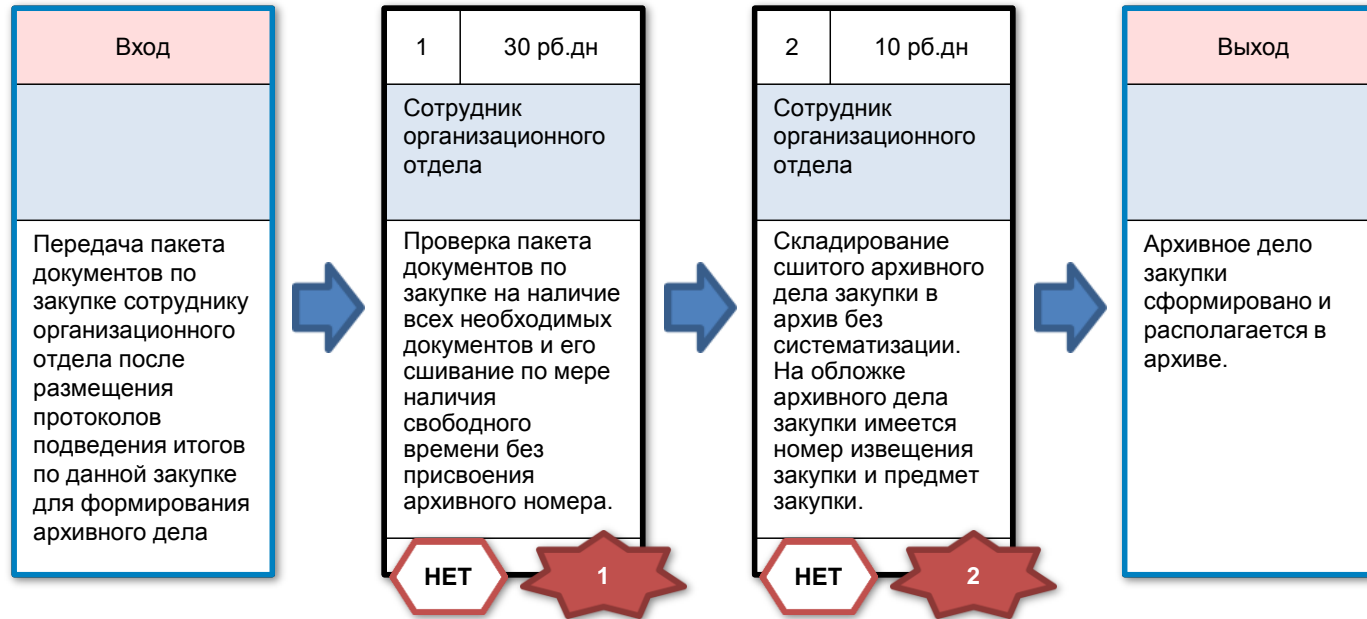 Вход
Передача пакета
документов по
закупке сотруднику
организационного
отдела после
размещения
протоколов
подведения итогов
по данной закупке
для формирования
архивного дела
1
30 рб.дн
Сотрудник
организационного
отдела
Проверка пакета
документов по
закупке на наличие
всех необходимых
документов и его
сшивание по мере
наличия
свободного
времени без
присвоения
архивного номера.
НЕТ
1
2
10 рб.дн
Сотрудник
организационного
отдела
Складирование
сшитого архивного
дела закупки в
архив без
систематизации.
На обложке
архивного дела
закупки имеется
номер извещения
закупки и предмет
закупки.
НЕТ
2
Выход
Архивное дело
закупки
сформировано и
располагается в
архиве.